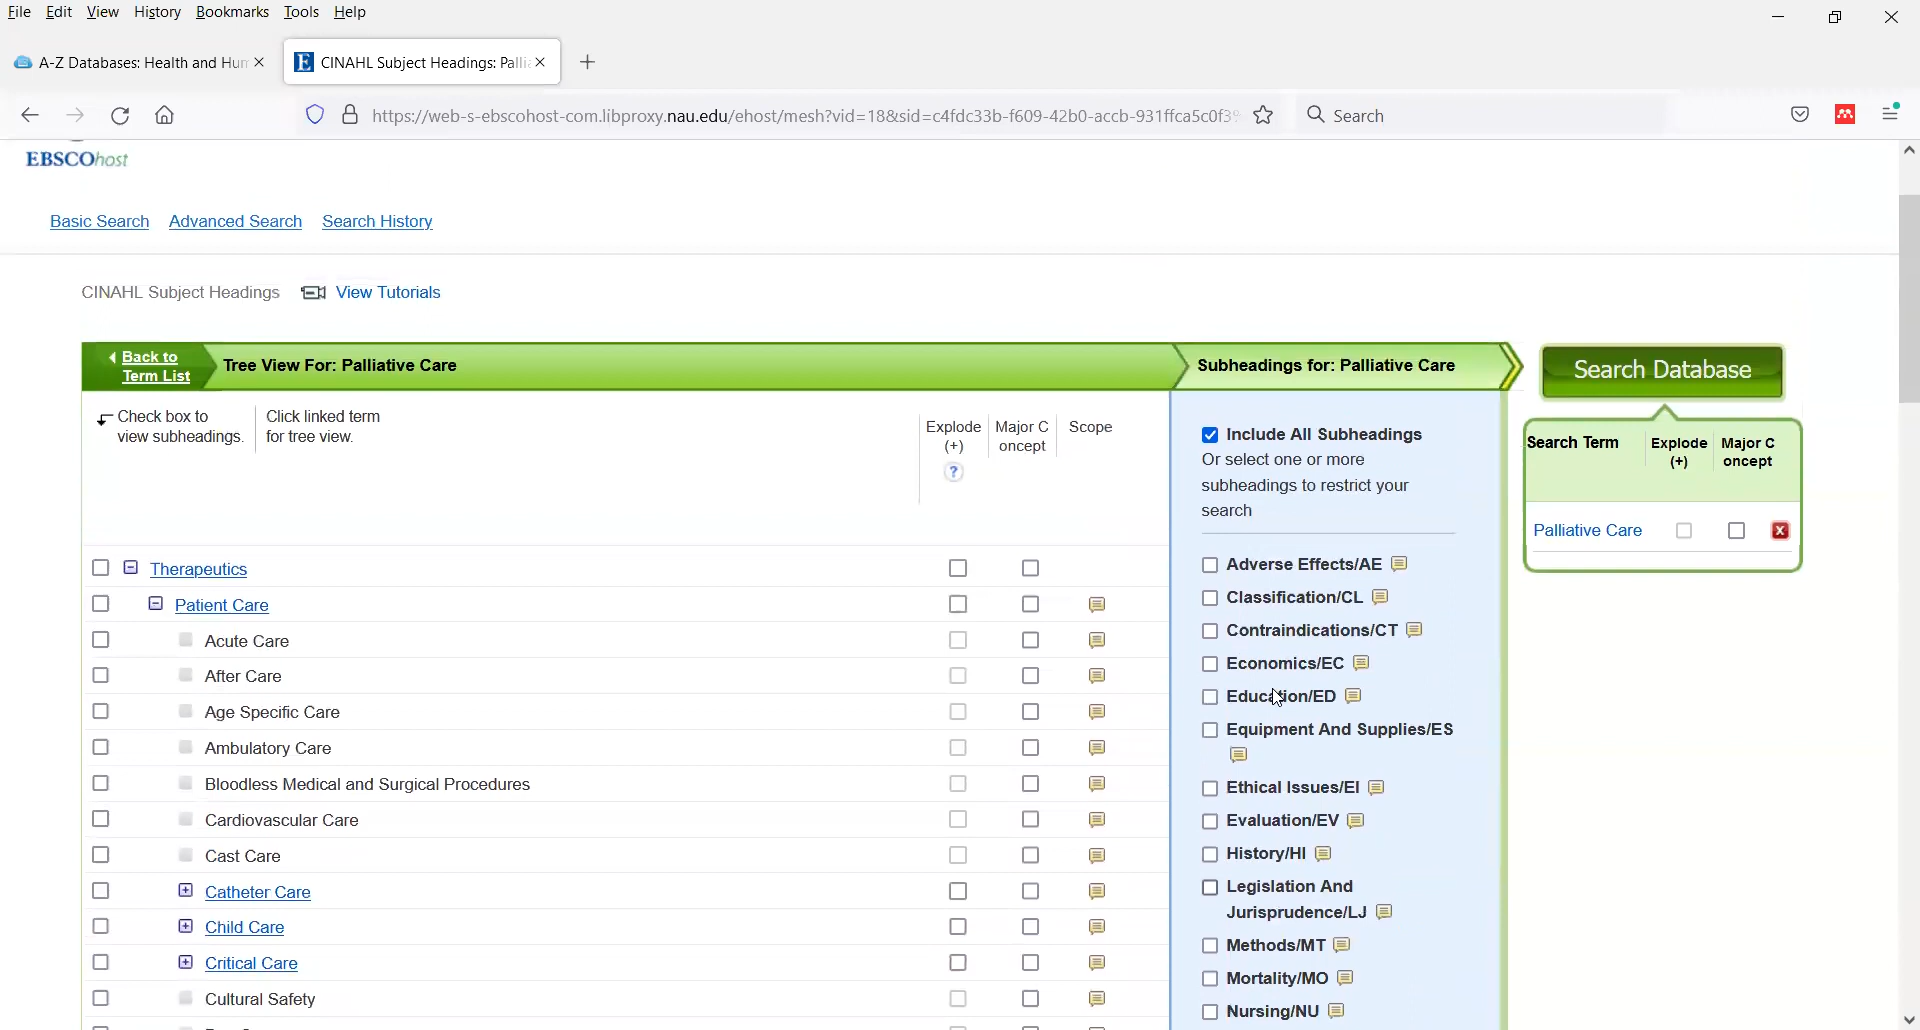 File Edit View History Bookmarks Tools Help
A-Z Databases: Health and Hum
CINAHL Subject Headings: Pallia
https://web-s-ebscohost-com.libproxy.nau.edu/ehost/mesh?vid=18&sid=c4fdc33b-f609-42b0-accb-931ffca5c0f3%
Search
EBSCOhost
Basic Search Advanced Search Search History
CINAHL Subject Headings View Tutorials
Back to
Term List
Tree View For: Palliative Care
Subheadings for: Palliative Care
Search Database
Check box to
view subheadings.
Click linked term
for tree view.
Explode
(+)
?
Major C
oncept
Scope
Include All Subheadings
Or select one or more
subheadings to restrict your
search
Search Term
Explode
(+)
Major C
oncept
Palliative Care
x
Therapeutics
Patient Care
Acute Care
After Care
Age Specific Care
Ambulatory Care
Bloodless Medical and Surgical Procedures
Cardiovascular Care
Cast Care
Catheter Care
Child Care
Critical Care
Cultural Safety
Adverse Effects/AE
Classification/CL
Contraindications/CT
Economics/EC
Education/ED
Equipment And Supplies/ES
Ethical Issues/EI
Evaluation/EV
History/HI
Legislation And
Jurisprudence/LJ
Methods/MT
Mortality/MO
Nursing/NU